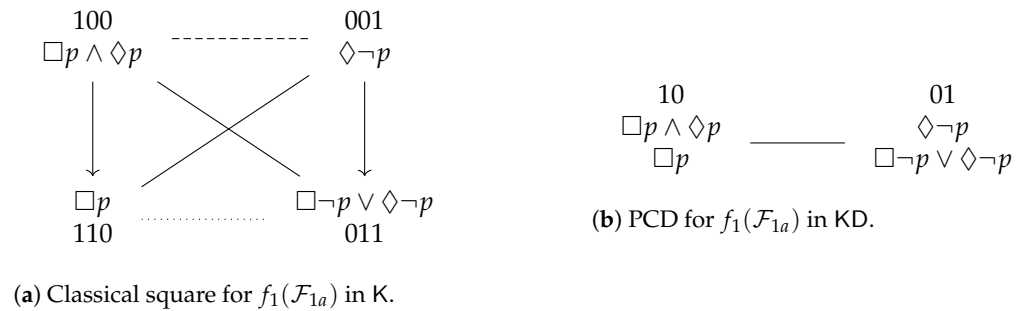 100 001
□p ∧ ◊p ◊¬p
10 01
□p ∧ ◊p ◊¬p
□p □¬p ∨ ◊¬p
□p □¬p ∨ ◊¬p
110 011
(b) PCD for f₁(ℱ₁ₐ) in KD.
(a) Classical square for f₁(ℱ₁ₐ) in K.